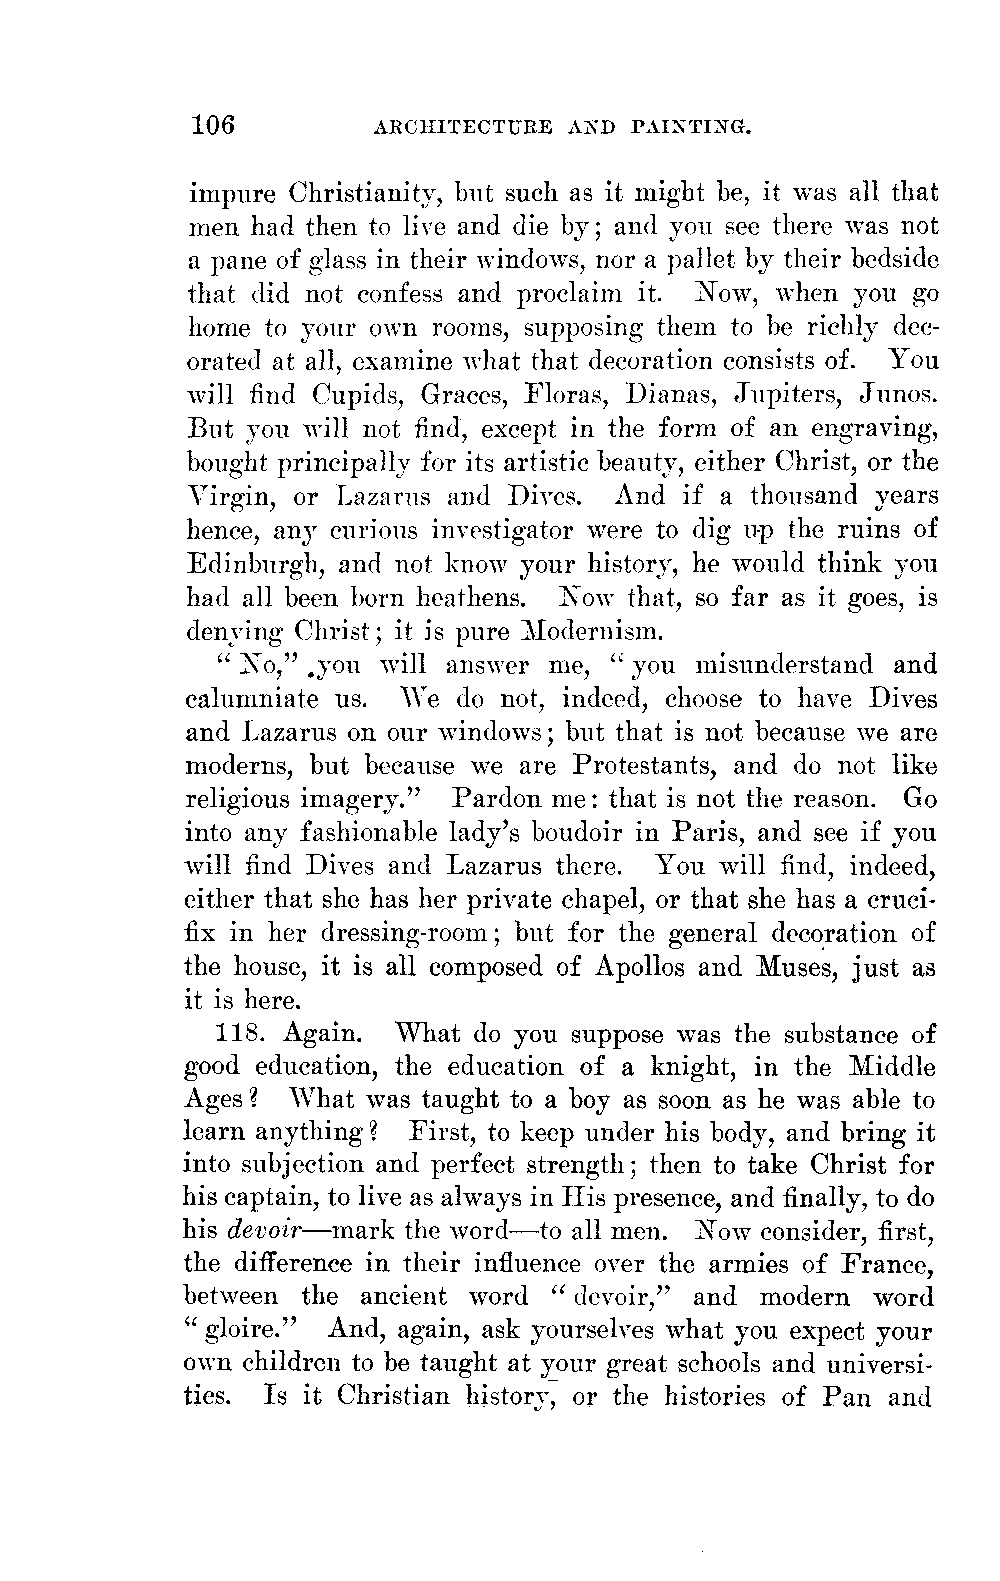 106 ARCHITECTURE AND PAINTING.
impure Christianity, but such as it might be, it was all that
men had then to live and die by; and you see there was not
a pane of glass in their windows, nor a pallet by their bedside
that did not confess and proclaim it. Now, when you go
home to your own rooms, supposing them to be richly dec-
orated at all, examine what that decoration consists of. You
will find Cupids, Graces, Floras, Dianas, Jupiters, Junos.
But you will not find, except in the form of an engraving,
bought principally for its artistic beauty, either Christ, or the
Virgin, or Lazarus and Dives. And if a thousand years
hence, any curious investigator were to dig up the ruins of
Edinburgh, and not know your history, he would think you
had all been born heathens. Now that, so far as it goes, is
denying Christ; it is pure Modernism.
“No,” you will answer me, “you misunderstand and
calumniate us. We do not, indeed, choose to have Dives
and Lazarus on our windows; but that is not because we are
moderns, but because we are Protestants, and do not like
religious imagery.” Pardon me: that is not the reason. Go
into any fashionable lady’s boudoir in Paris, and see if you
will find Dives and Lazarus there. You will find, indeed,
either that she has her private chapel, or that she has a cruci-
fix in her dressing-room; but for the general decoration of
the house, it is all composed of Apollos and Muses, just as
it is here.
118. Again. What do you suppose was the substance of
good education, the education of a knight, in the Middle
Ages? What was taught to a boy as soon as he was able to
learn anything? First, to keep under his body, and bring it
into subjection and perfect strength; then to take Christ for
his captain, to live as always in His presence, and finally, to do
his devoir—mark the word—to all men. Now consider, first,
the difference in their influence over the armies of France,
between the ancient word “devoir,” and modern word
“gloire.” And, again, ask yourselves what you expect your
own children to be taught at your great schools and universi-
ties. Is it Christian history, or the histories of Pan and